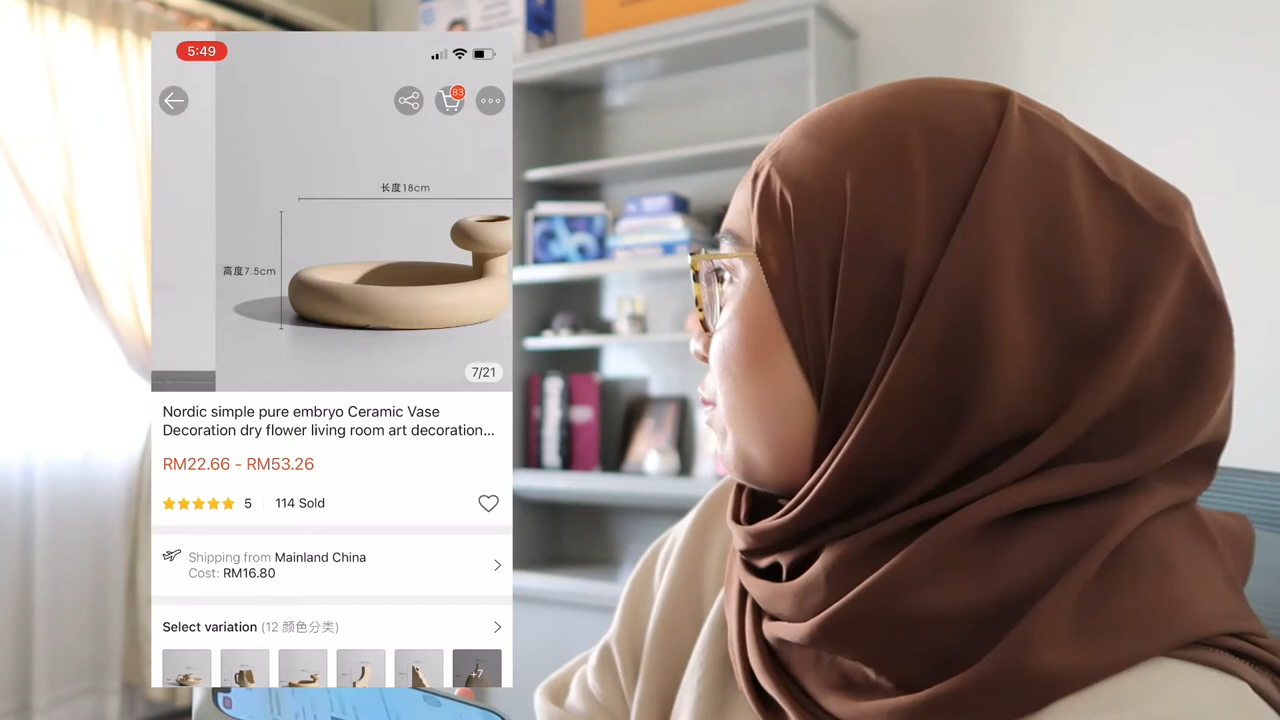 5:49
83
长度18cm
高度7.5cm
7/21
Nordic simple pure embryo Ceramic Vase
Decoration dry flower living room art decoration...
RM22.66 - RM53.26
5
114 Sold
Shipping from Mainland China
Cost: RM16.80
Select variation (12 颜色分类)
+7